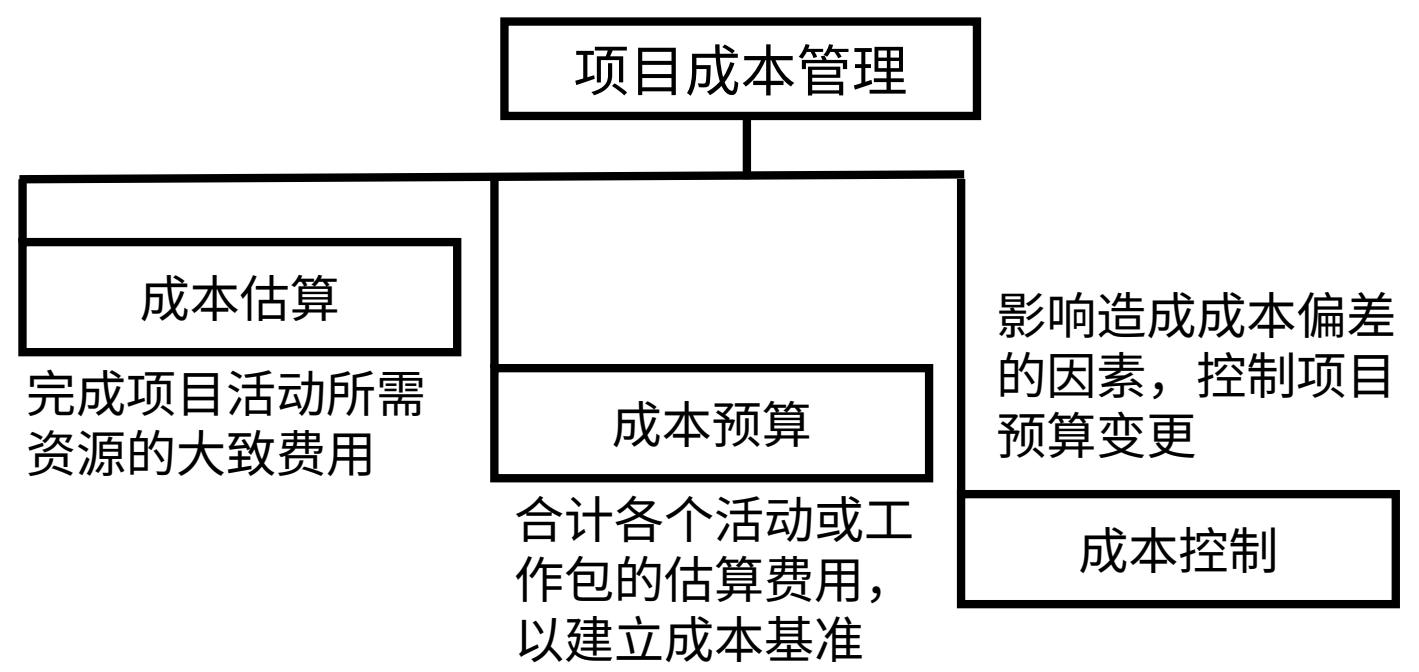 项目成本管理
成本估算
完成项目活动所需
资源的大致费用
成本预算
合计各个活动或工
作包的估算费用，
以建立成本基准
影响造成成本偏差
的因素，控制项目
预算变更
成本控制